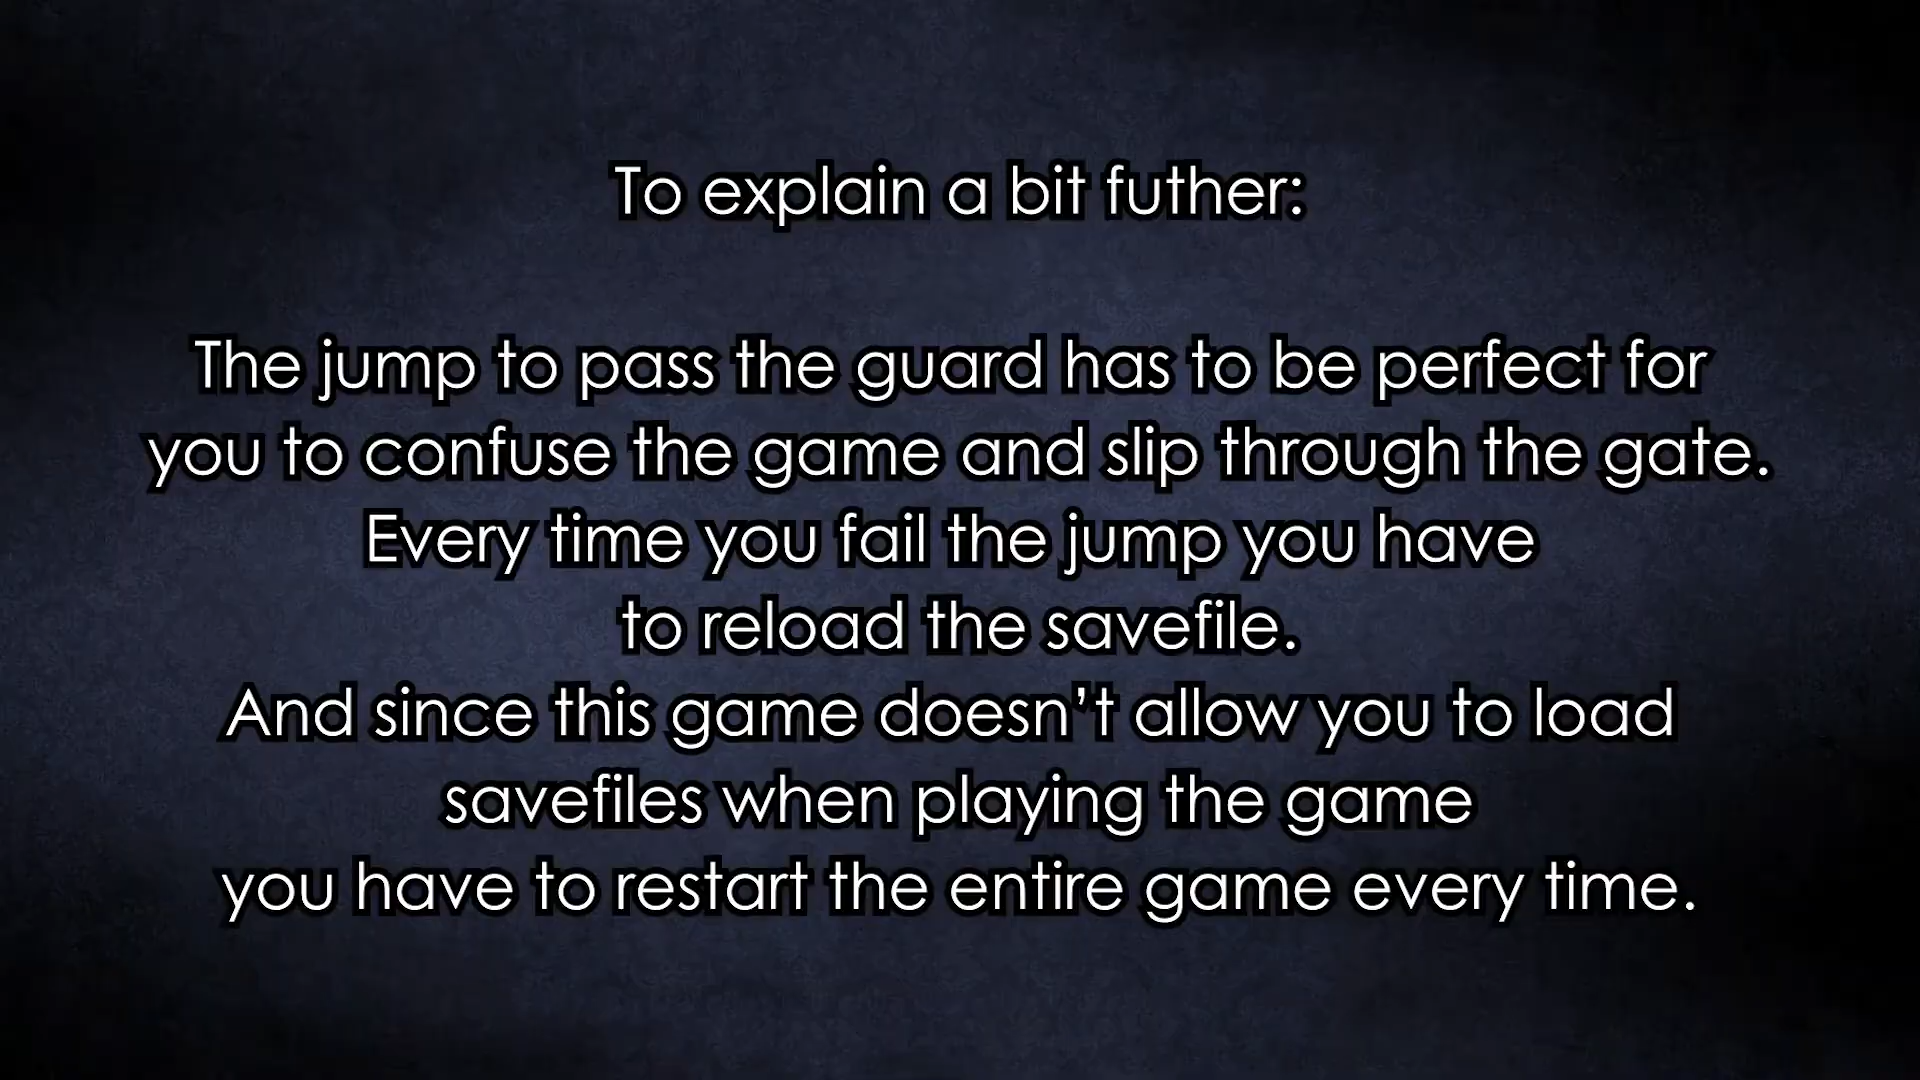 To explain a bit futher:
The jump to pass the guard has to be perfect for
you to confuse the game and slip through the gate.
Every time you fail the jump you have
to reload the savefile.
And since this game doesn’t allow you to load
savefiles when playing the game
you have to restart the entire game every time.